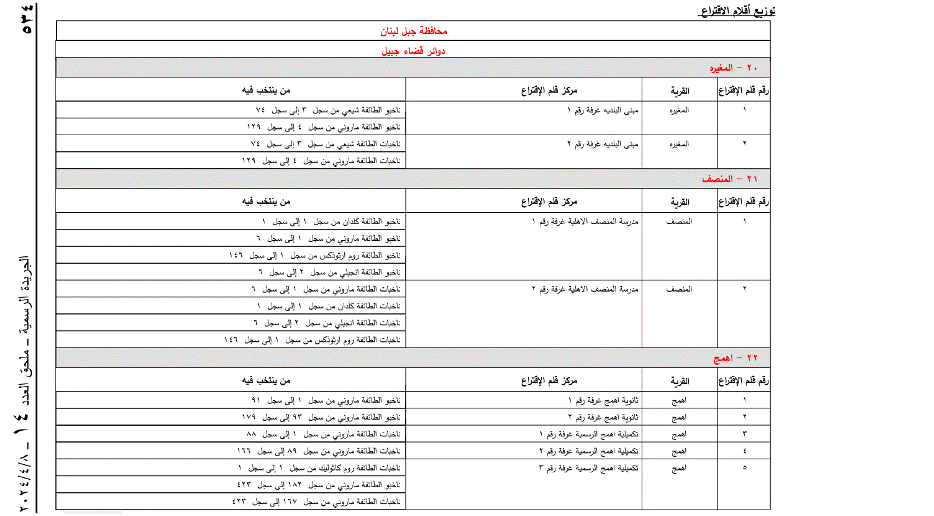 توزيع أقلام الإقتراع
محافظة جبل لبنان
دوائر قضاء جبيل
٢٠ - المغيره
رقم قلم الإقتراع القرية مركز قلم الإقتراع من ينتخب فيه
١ المغيره مبنى البلديه غرفة رقم ١ ناخبو الطائفة شيعي من سجل ٣ إلى سجل ٧٤
ناخبو الطائفة ماروني من سجل ٤ إلى سجل ١٢٩
٢ المغيره مبنى البلديه غرفة رقم ٢ ناخبات الطائفة شيعي من سجل ٣ إلى سجل ٧٤
ناخبات الطائفة ماروني من سجل ٤ إلى سجل ١٢٩
٢١ - المنصف
رقم قلم الإقتراع القرية مركز قلم الإقتراع من ينتخب فيه
١ المنصف مدرسة المنصف الاهلية غرفة رقم ١ ناخبو الطائفة كلدان من سجل ١ إلى سجل ١
ناخبو الطائفة ماروني من سجل ١ إلى سجل ٦
ناخبو الطائفة روم ارثوذكس من سجل ١ إلى سجل ١٤٦
ناخبو الطائفة انجيلي من سجل ٢ إلى سجل ٦
٢ المنصف مدرسة المنصف الاهلية غرفة رقم ٢ ناخبات الطائفة ماروني من سجل ١ إلى سجل ٦
ناخبات الطائفة كلدان من سجل ١ إلى سجل ١
ناخبات الطائفة انجيلي من سجل ٢ إلى سجل ٦
ناخبات الطائفة روم ارثوذكس من سجل ١ إلى سجل ١٤٦
٢٢ - اهمج
رقم قلم الإقتراع القرية مركز قلم الإقتراع من ينتخب فيه
١ اهمج ثانوية اهمج غرفة رقم ١ ناخبو الطائفة ماروني من سجل ١ إلى سجل ٩١
٢ اهمج ثانوية اهمج غرفة رقم ٢ ناخبو الطائفة ماروني من سجل ٩٣ إلى سجل ١٧٩
٣ اهمج تكميلية اهمج الرسمية غرفة رقم ١ ناخبات الطائفة ماروني من سجل ١ إلى سجل ٨٨
٤ اهمج تكميلية اهمج الرسمية غرفة رقم ٢ ناخبات الطائفة ماروني من سجل ٨٩ إلى سجل ١٦٦
٥ اهمج تكميلية اهمج الرسمية غرفة رقم ٣ ناخبات الطائفة روم كاثوليك من سجل ١ إلى سجل ١
ناخبو الطائفة ماروني من سجل ١٨٢ إلى سجل ٤٢٣
ناخبات الطائفة ماروني من سجل ١٦٧ إلى سجل ٤٢٣
٥٣٤
الجريدة الرسمية - ملحق العدد ١٤ - ٢٠٢٤/٤/٨